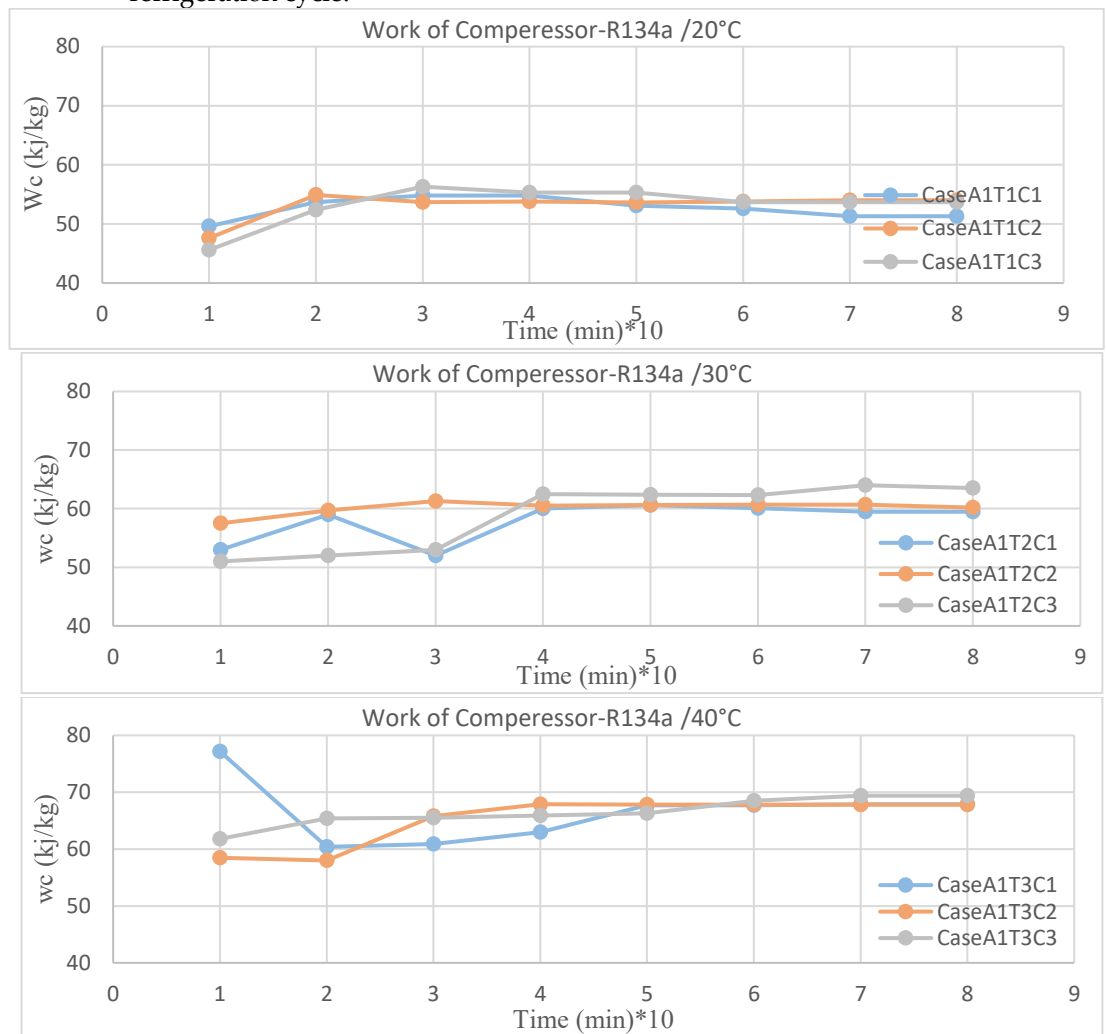 refrigeration cycle.
Work of Comperessor-R134a /20°C
80
70
60
50
40
Wc (kj/kg)
CaseA1T1C1
CaseA1T1C2
CaseA1T1C3
0 1 2 3 4 5 6 7 8 9
Time (min)*10
Work of Comperessor-R134a /30°C
80
70
60
50
40
wc (kj/kg)
CaseA1T2C1
CaseA1T2C2
CaseA1T2C3
0 1 2 3 4 5 6 7 8 9
Time (min)*10
Work of Comperessor-R134a /40°C
80
70
60
50
40
wc (kj/kg)
CaseA1T3C1
CaseA1T3C2
CaseA1T3C3
0 1 2 3 4 5 6 7 8 9
Time (min)*10